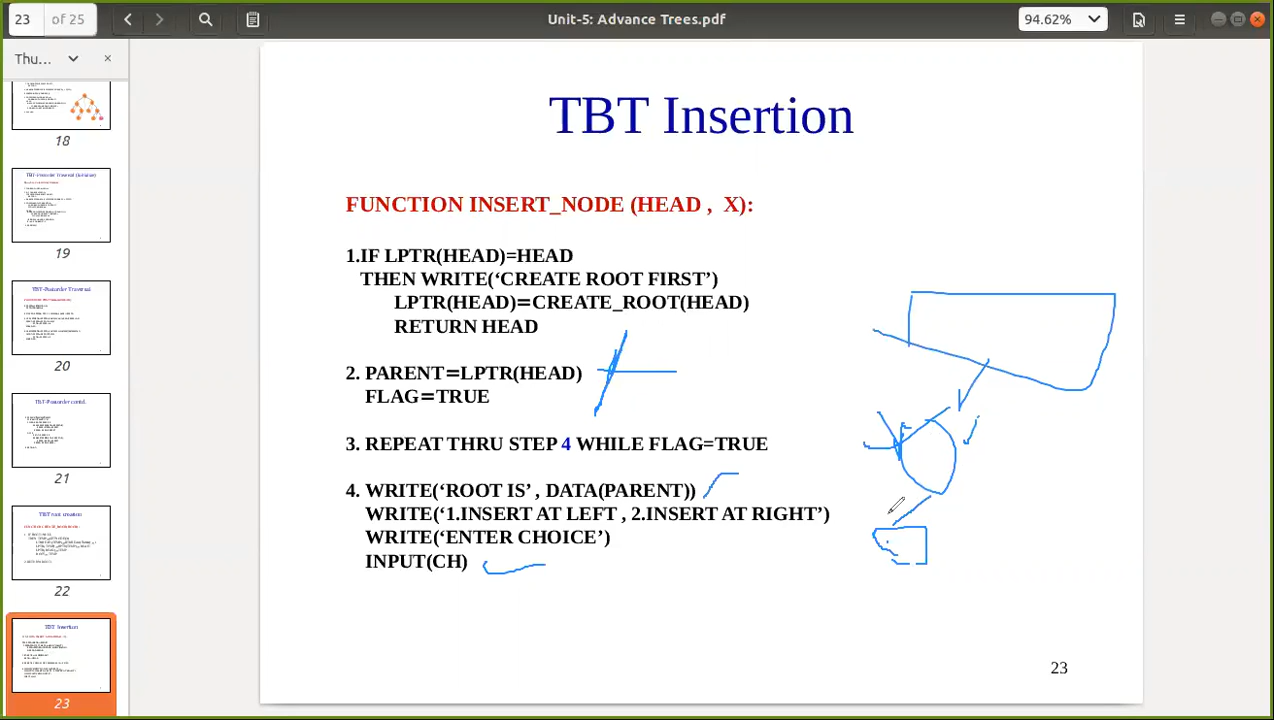 23 of 25
Unit-5: Advance Trees.pdf
94.62%
Thu...
18
19
20
21
22
23
TBT Insertion
FUNCTION INSERT_NODE (HEAD , X):
1.IF LPTR(HEAD)=HEAD
THEN WRITE(‘CREATE ROOT FIRST’)
LPTR(HEAD)=CREATE_ROOT(HEAD)
RETURN HEAD
2. PARENT=LPTR(HEAD)
FLAG=TRUE
3. REPEAT THRU STEP 4 WHILE FLAG=TRUE
4. WRITE(‘ROOT IS’ , DATA(PARENT))
WRITE(‘1.INSERT AT LEFT , 2.INSERT AT RIGHT’)
WRITE(‘ENTER CHOICE’)
INPUT(CH)
23